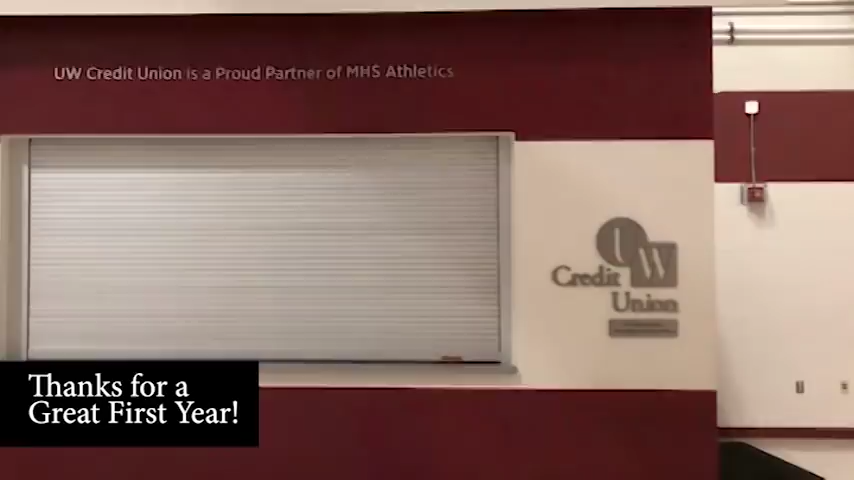 UW Credit Union is a Proud Partner of MHS Athletics
UW
Credit
Union
Thanks for a
Great First Year!